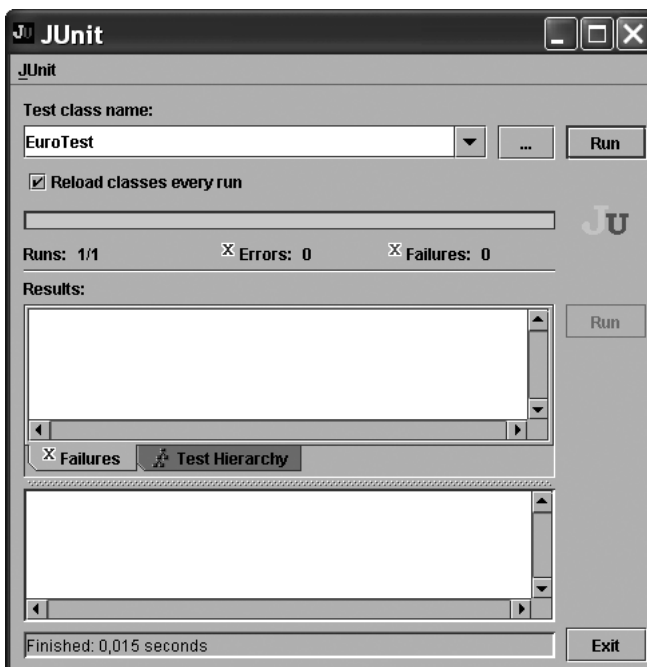 JU JUnit
JUnit
Test class name:
EuroTest
...
Run
Reload classes every run
JU
Runs: 1/1
X Errors: 0
X Failures: 0
Results:
Run
X Failures
Test Hierarchy
Finished: 0,015 seconds
Exit